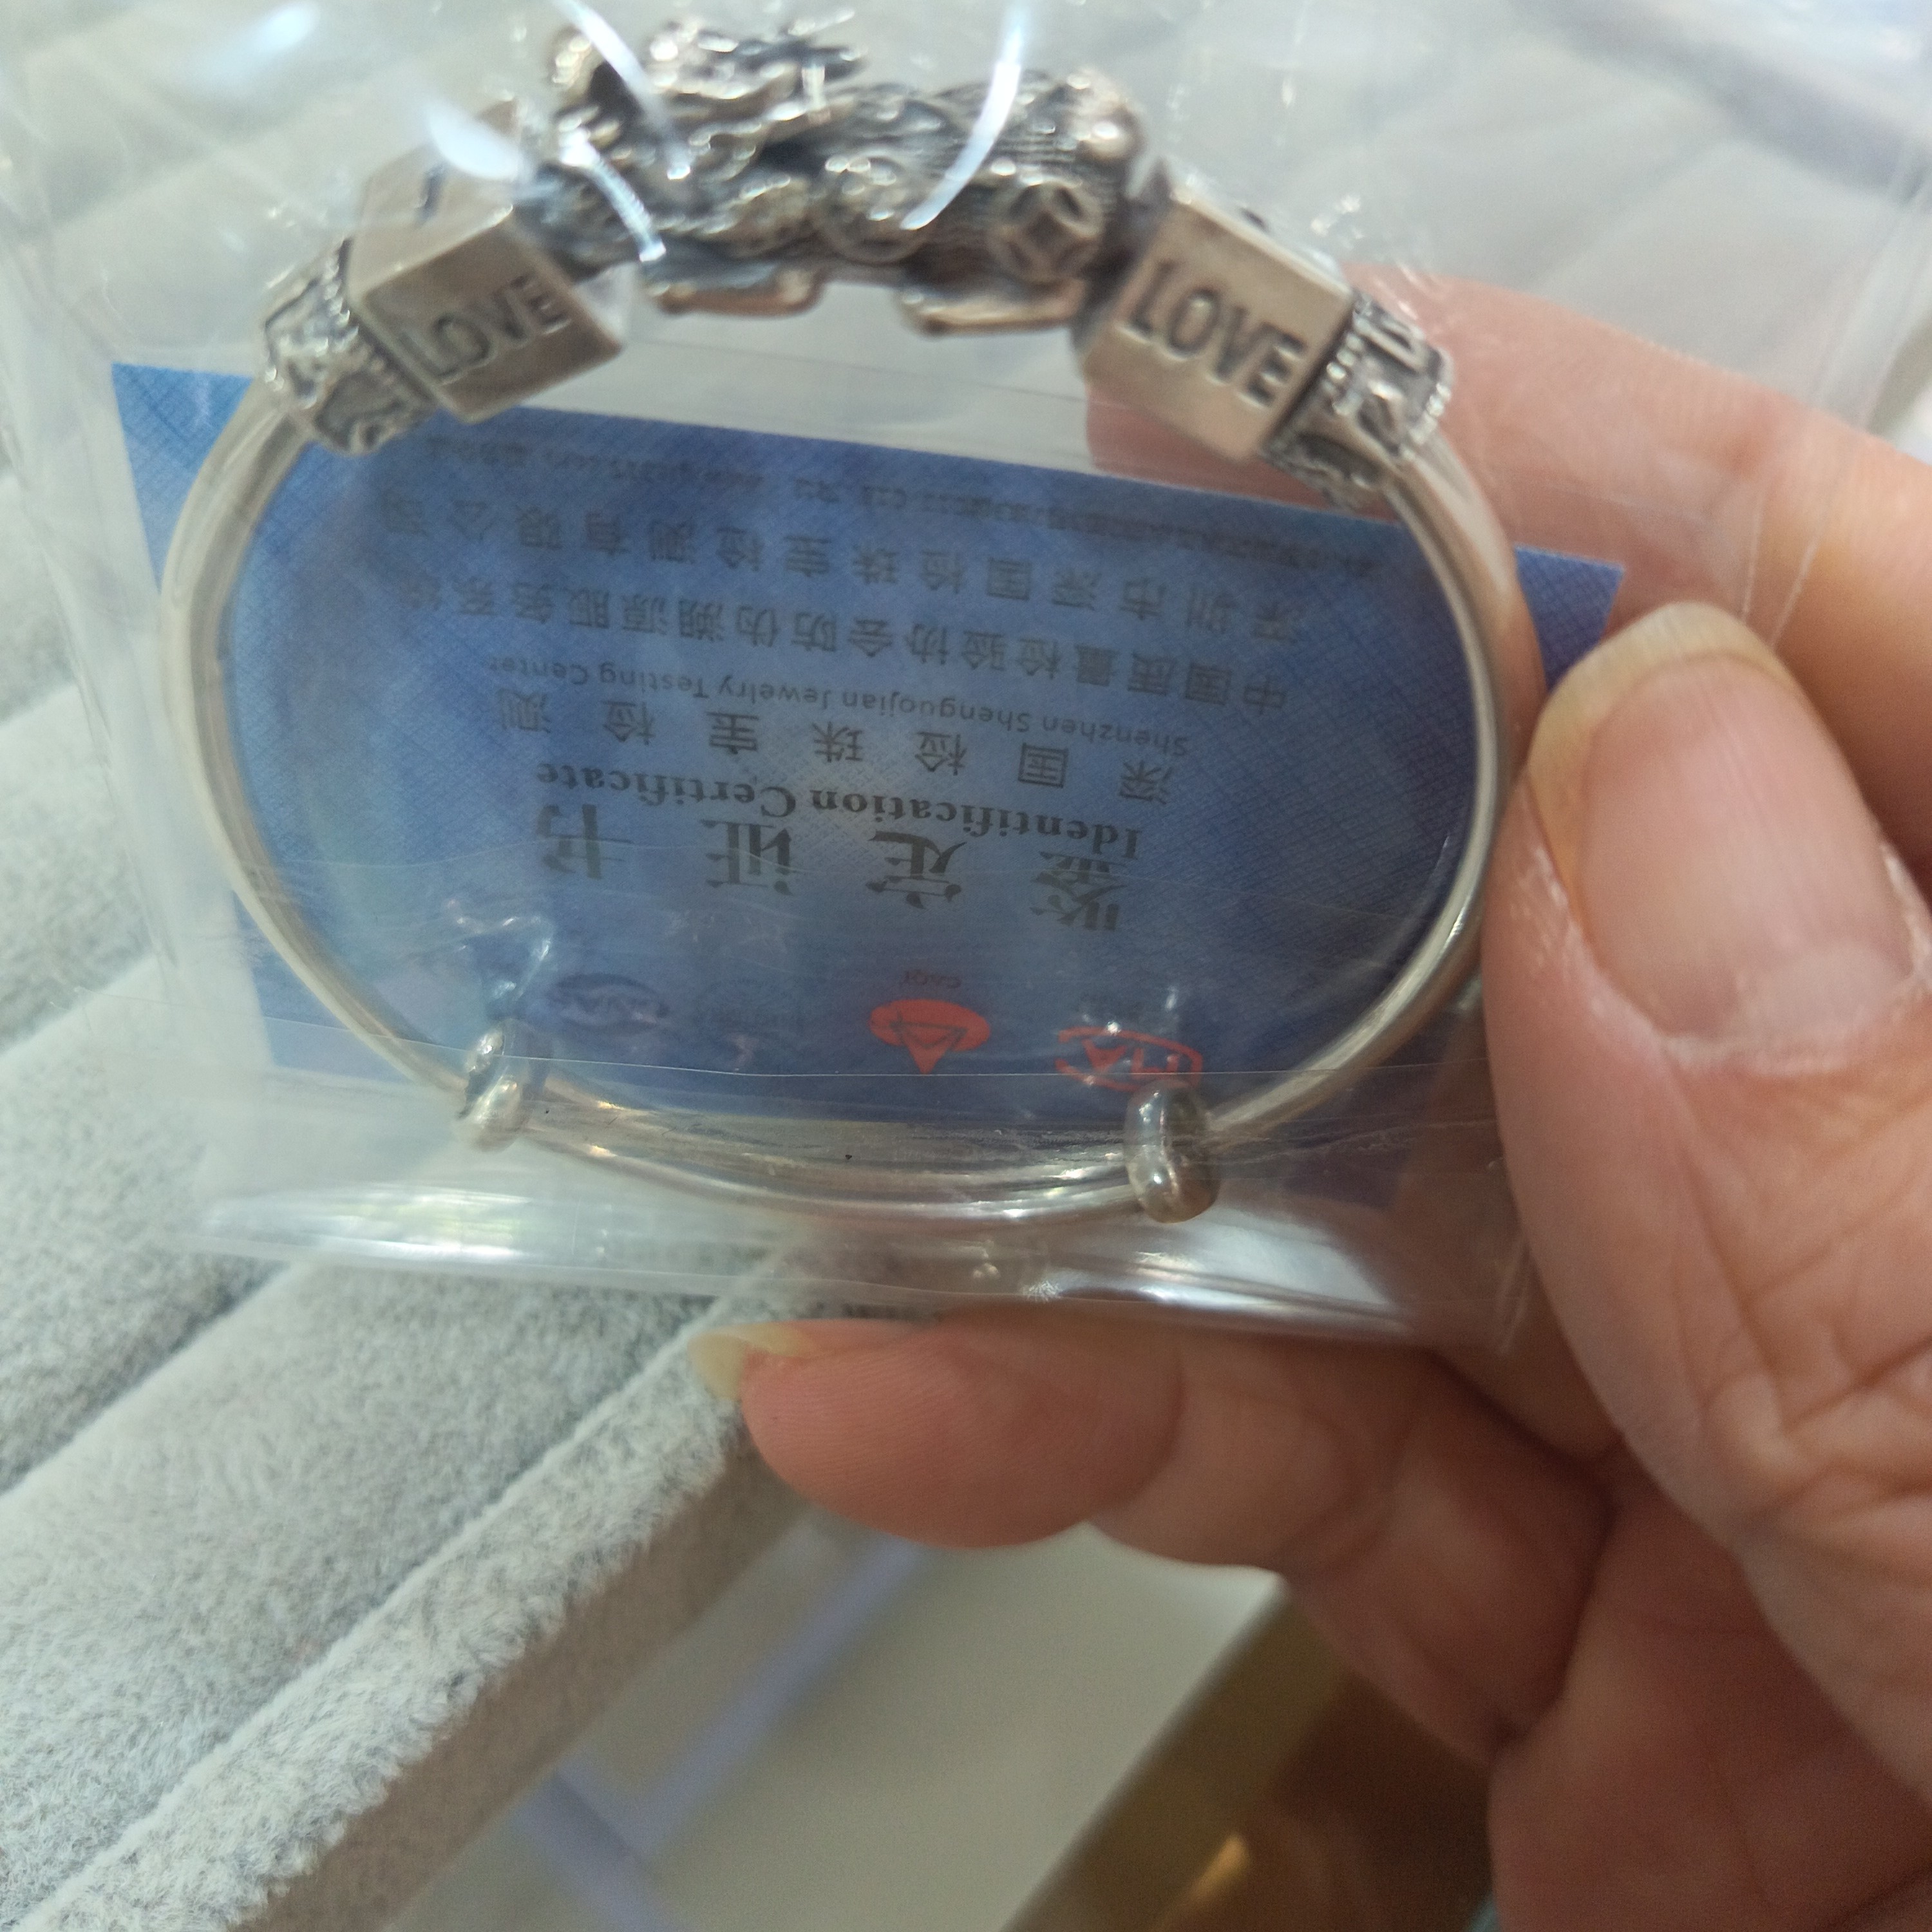 LOVE
LOVE
CMA
鉴定证书
Identification Certificate
深国检珠宝检测
Shenzhen Shenguojian Jewelry Testing Center
中国质量检验协会防伪溯源服务系统
深圳市深国检珠宝检测有限公司